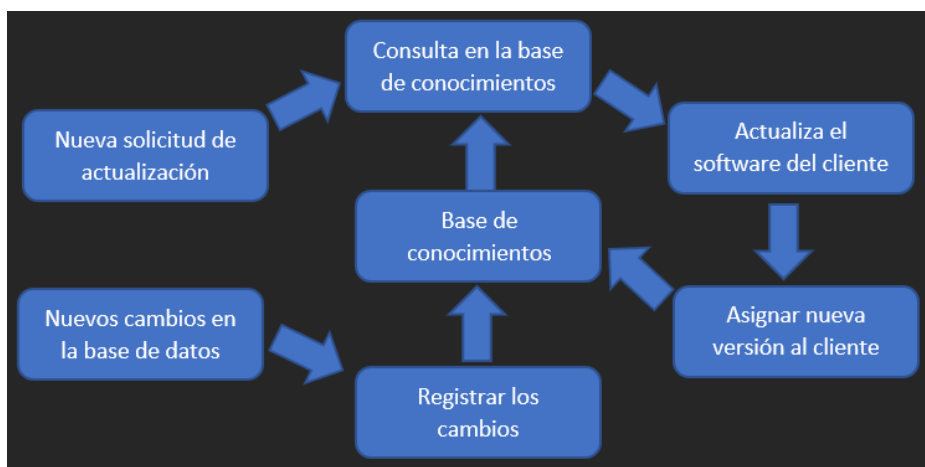 Consulta en la base
de conocimientos
Nueva solicitud de
actualización
Actualiza el
software del cliente
Base de
conocimientos
Nuevos cambios en
la base de datos
Asignar nueva
versión al cliente
Registrar los
cambios